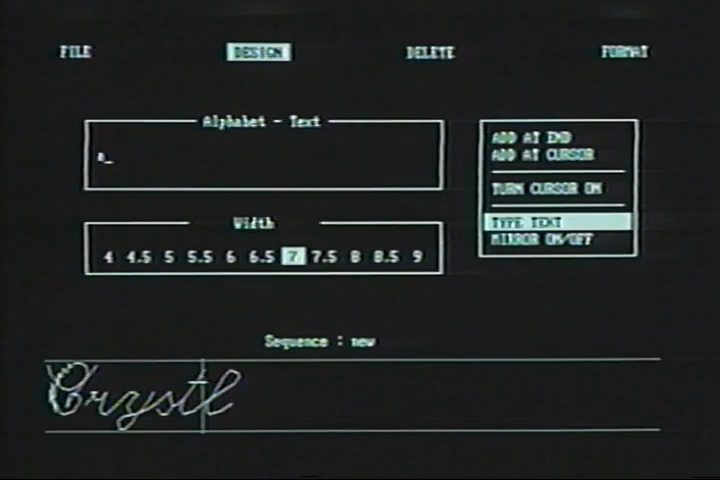 FILE DESIGN DELETE FORMAT
Alphabet - Text
a_
ADD AT END
ADD AT CURSOR
TURN CURSOR ON
TYPE TEXT
MIRROR ON/OFF
Width
4 4.5 5 5.5 6 6.5 7 7.5 8 8.5 9
Sequence : new
Crystl